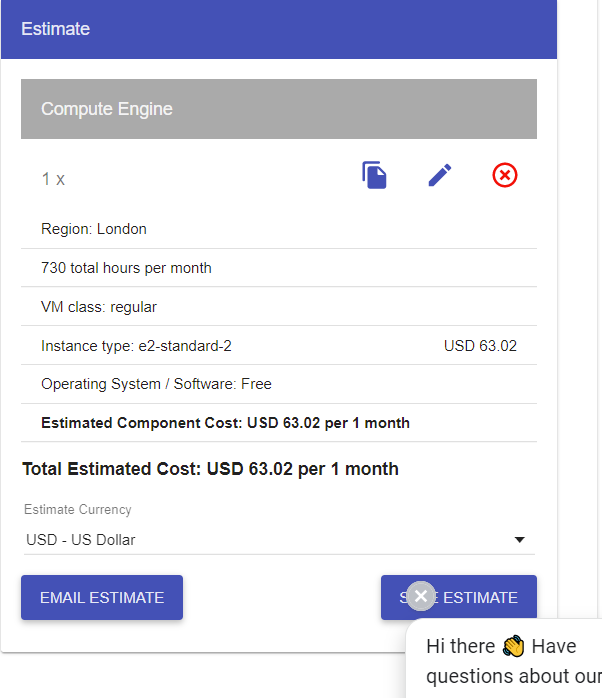 Estimate
Compute Engine
1 x
Region: London
730 total hours per month
VM class: regular
Instance type: e2-standard-2 USD 63.02
Operating System / Software: Free
Estimated Component Cost: USD 63.02 per 1 month
Total Estimated Cost: USD 63.02 per 1 month
Estimate Currency
USD - US Dollar
EMAIL ESTIMATE
ESTIMATE
Hi there 👋 Have
questions about our